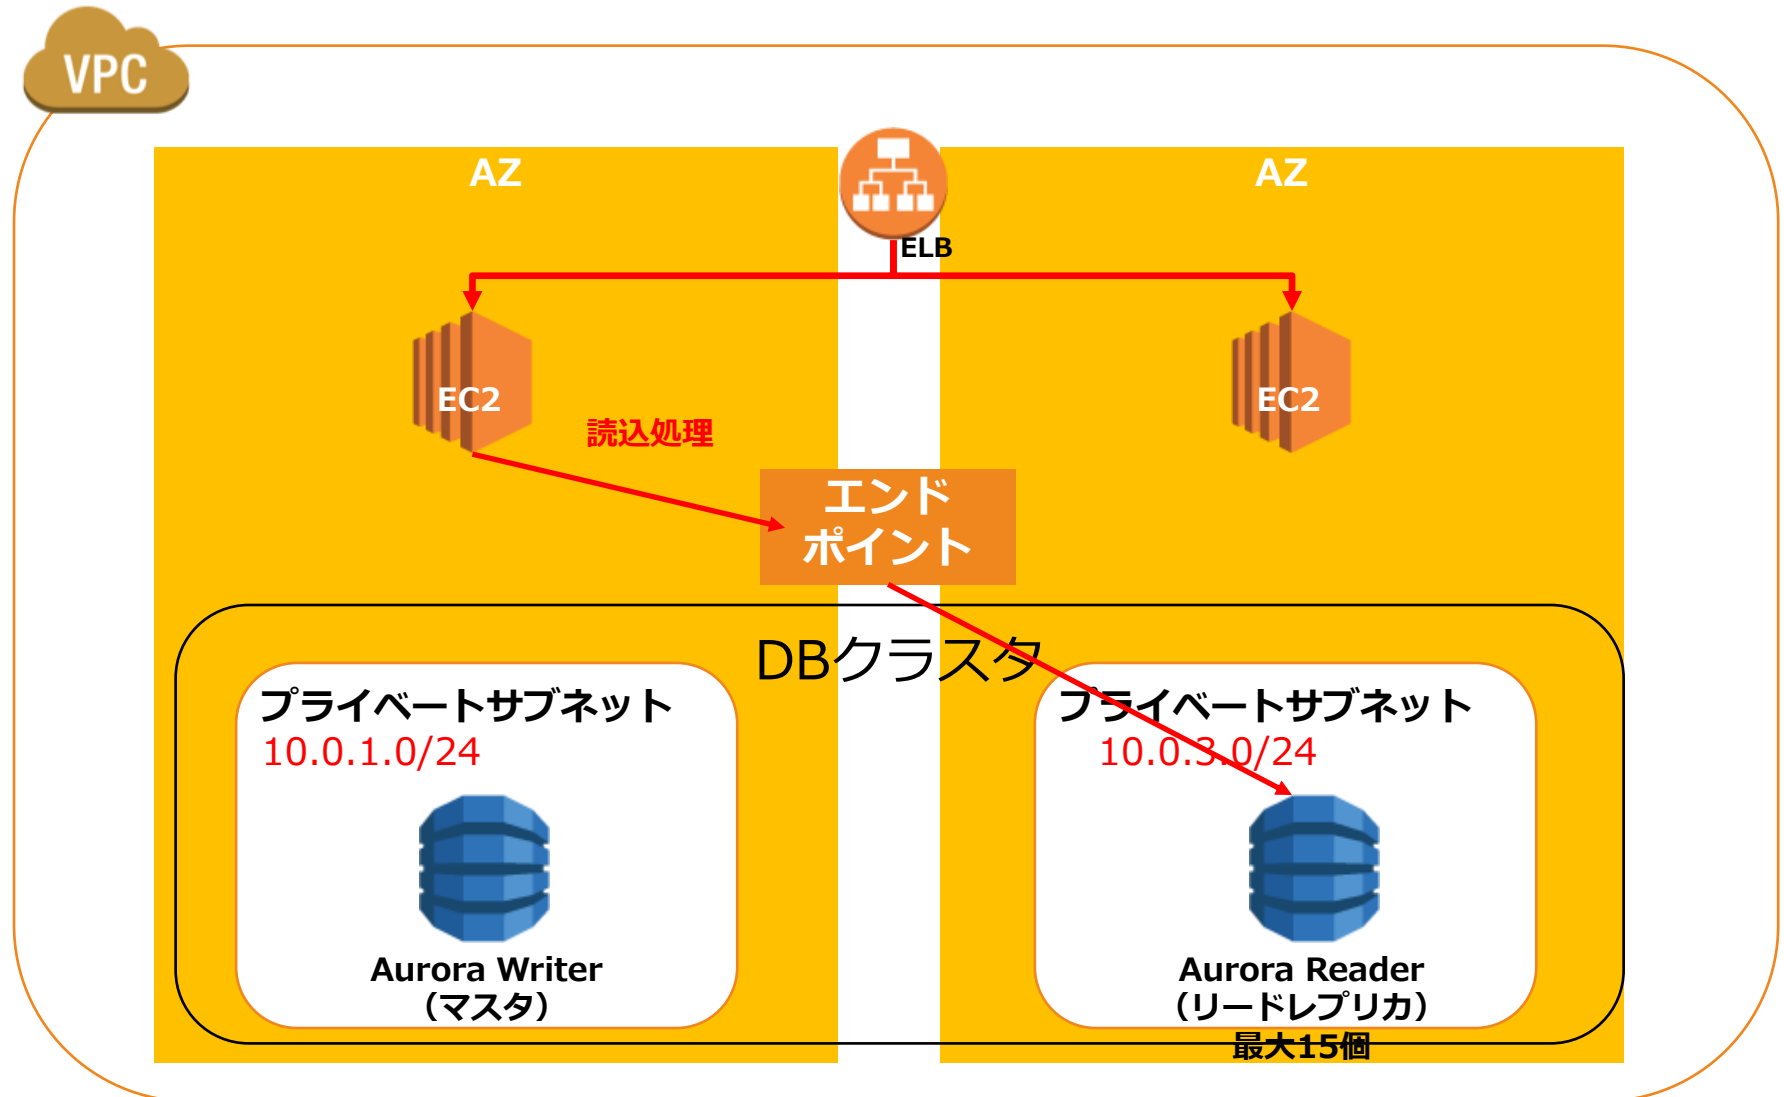 VPC
AZ
AZ
ELB
EC2
EC2
読込処理
エンド
ポイント
DBクラスタ
プライベートサブネット
10.0.1.0/24
プライベートサブネット
10.0.3.0/24
Aurora Writer
（マスタ）
Aurora Reader
（リードレプリカ）
最大15個